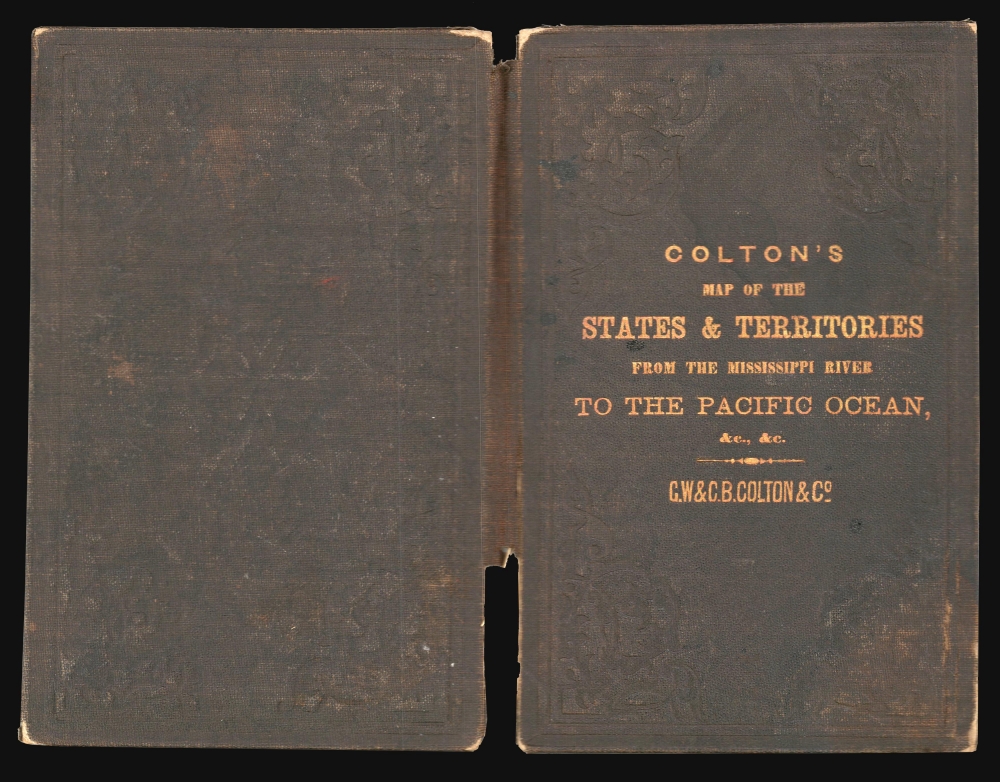 COLTON'S
MAP OF THE
STATES & TERRITORIES
FROM THE MISSISSIPPI RIVER
TO THE PACIFIC OCEAN,
&c., &c.
G.W & C.B. COLTON & Cº